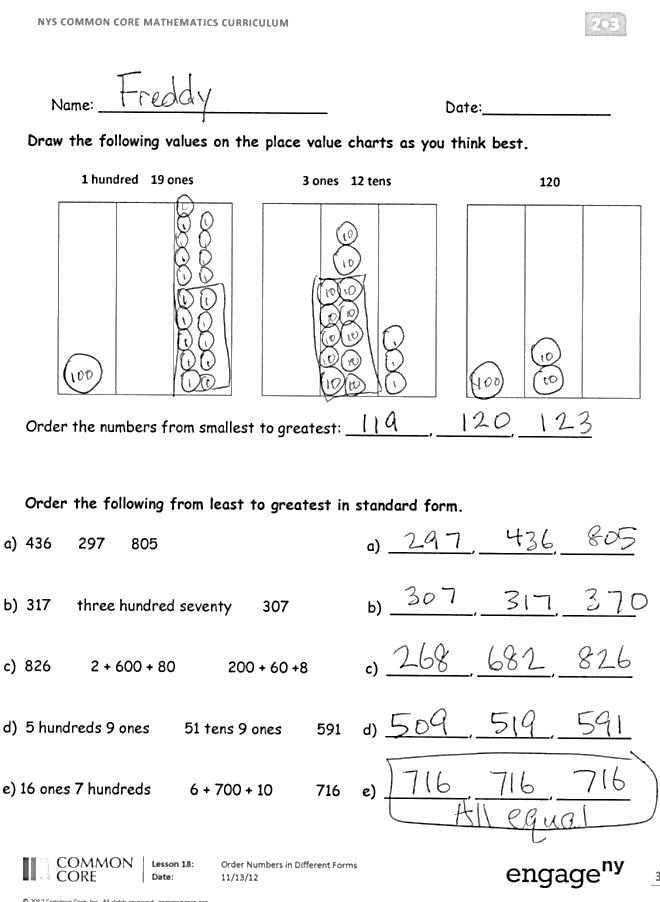 NYS COMMON CORE MATHEMATICS CURRICULUM 2•3
Name: Freddy Date:
Draw the following values on the place value charts as you think best.
1 hundred 19 ones 3 ones 12 tens 120
1
1 1 10
1 1
1 1 10
1 1 10 10
1 1
1 1 10 10 1
1 1 10 10 10
1 1 10 10 1
100 1 1 10 10 1 100 10
Order the numbers from smallest to greatest: 119, 120, 123
Order the following from least to greatest in standard form.
a) 436 297 805 a) 297, 436, 805
b) 317 three hundred seventy 307 b) 307, 317, 370
c) 826 2 + 600 + 80 200 + 60 +8 c) 268, 682, 826
d) 5 hundreds 9 ones 51 tens 9 ones 591 d) 509, 519, 591
e) 16 ones 7 hundreds 6 + 700 + 10 716 e) 716, 716, 716
All equal
COMMON CORE Lesson 18: Order Numbers in Different Forms
Date: 11/13/12
engage ny 3